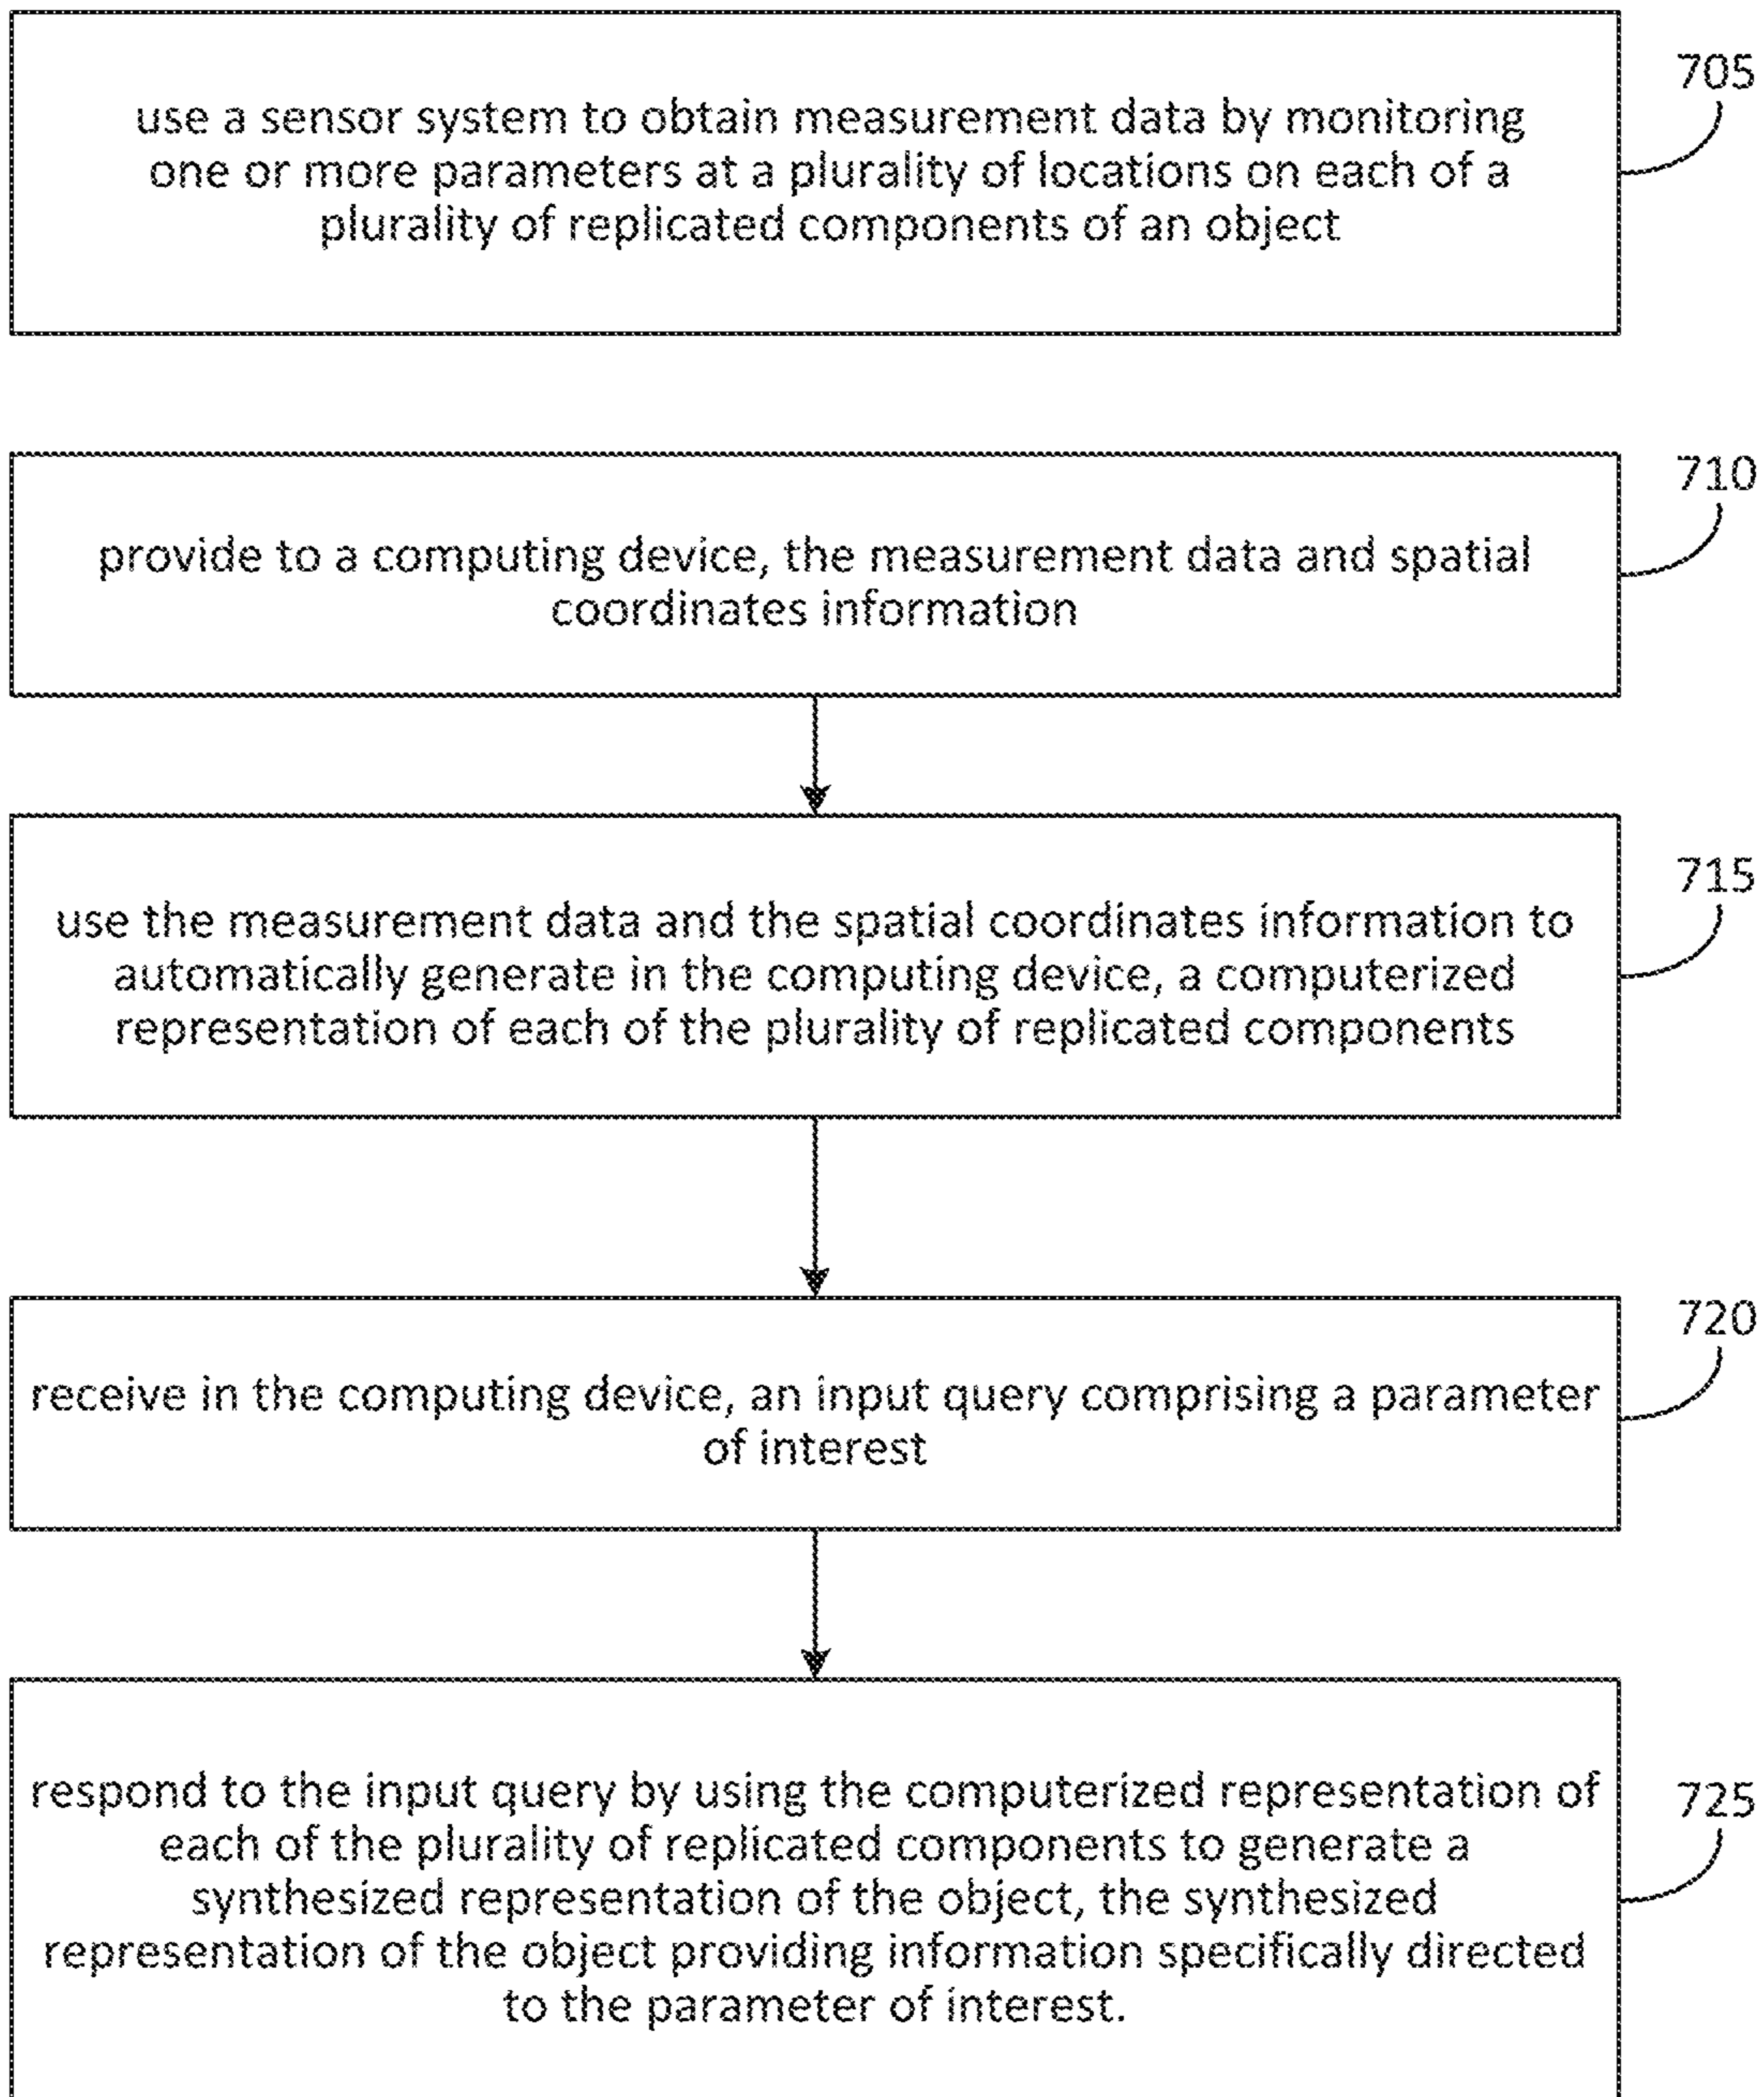 705
use a sensor system to obtain measurement data by monitoring
one or more parameters at a plurality of locations on each of a
plurality of replicated components of an object
710
provide to a computing device, the measurement data and spatial
coordinates information
715
use the measurement data and the spatial coordinates information to
automatically generate in the computing device, a computerized
representation of each of the plurality of replicated components
720
receive in the computing device, an input query comprising a parameter
of interest
725
respond to the input query by using the computerized representation of
each of the plurality of replicated components to generate a
synthesized representation of the object, the synthesized
representation of the object providing information specifically directed
to the parameter of interest.